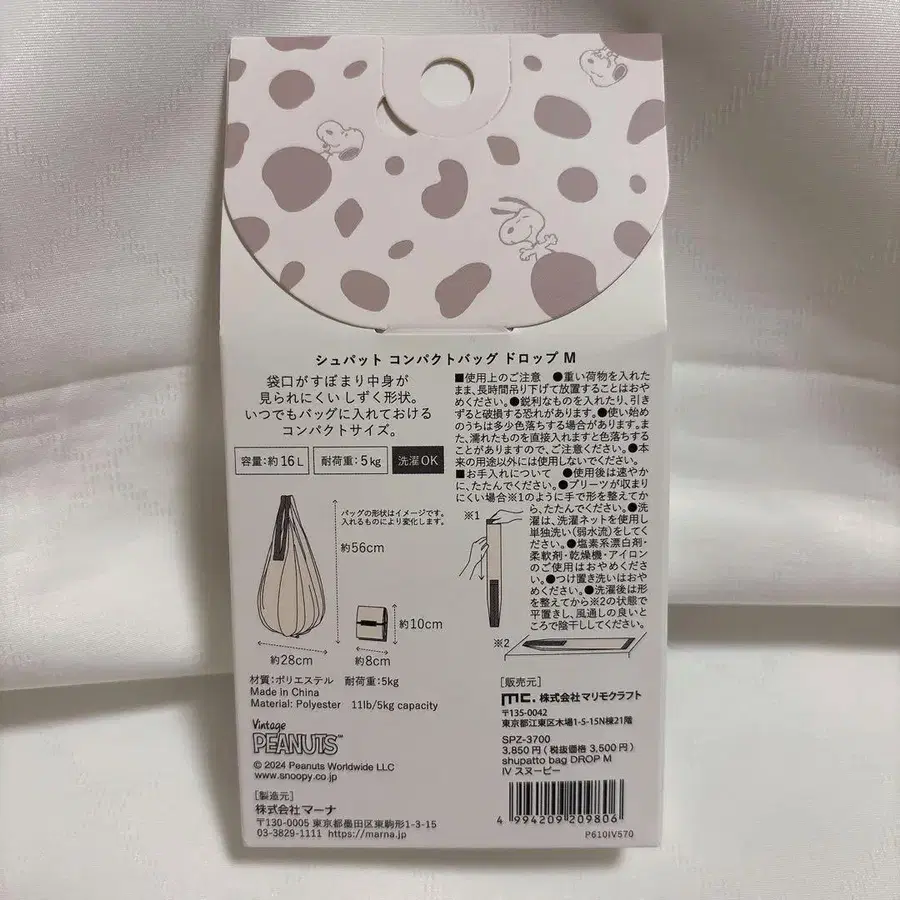 シュパット コンパクトバッグ ドロップ M
袋口がすぼまり中身が
見られにくいしずく形状。
いつでもバッグに入れておける
コンパクトサイズ。
容量:約16L
耐荷重:5kg
洗濯OK
バッグの形状はイメージです。
入れるものにより変化します。
約56cm
約28cm
約10cm
約8cm
材質:ポリエステル 耐荷重:5kg
Made in China
Material: Polyester 11lb/5kg capacity
Vintage
PEANUTS™
© 2024 Peanuts Worldwide LLC
www.snoopy.co.jp
[製造元]
株式会社 マーナ
〒130-0005 東京都墨田区東駒形1-3-15
03-3829-1111 https://marna.jp
■使用上のご注意 ●重い荷物を入れた
まま、長時間吊り下げて放置することはおや
めください。●鋭利なものを入れたり、引き
ずると破損する恐れがあります。●使い始め
のうちは多少色落ちする場合があります。ま
た、濡れたものを直接入れますと色落ちする
ことがありますので、ご注意ください。●本
来の用途以外には使用しないでください。
■お手入れについて ●使用後は速やか
に、たたんでください。●プリーツが収まり
にくい場合※1のように手で形を整えてか
ら、たたんでください。●洗
濯は、洗濯ネットを使用し
単独洗い(弱水流)をしてく
ださい。●塩素系漂白剤・
柔軟剤・乾燥機・アイロン
のご使用はおやめくださ
い。●つけ置き洗いはおや
めください。●洗濯後は形
を整えてから※2の状態で
平置きし、風通しの良いと
ころで陰干ししてください。
※1
※2
[販売元]
mc. 株式会社マリモクラフト
〒135-0042
東京都江東区木場1-5-15N棟21階
SPZ-3700
3,850円(税抜価格 3,500円)
shupatto bag DROP M
IV スヌーピー
4 994209 209806
P610IV570